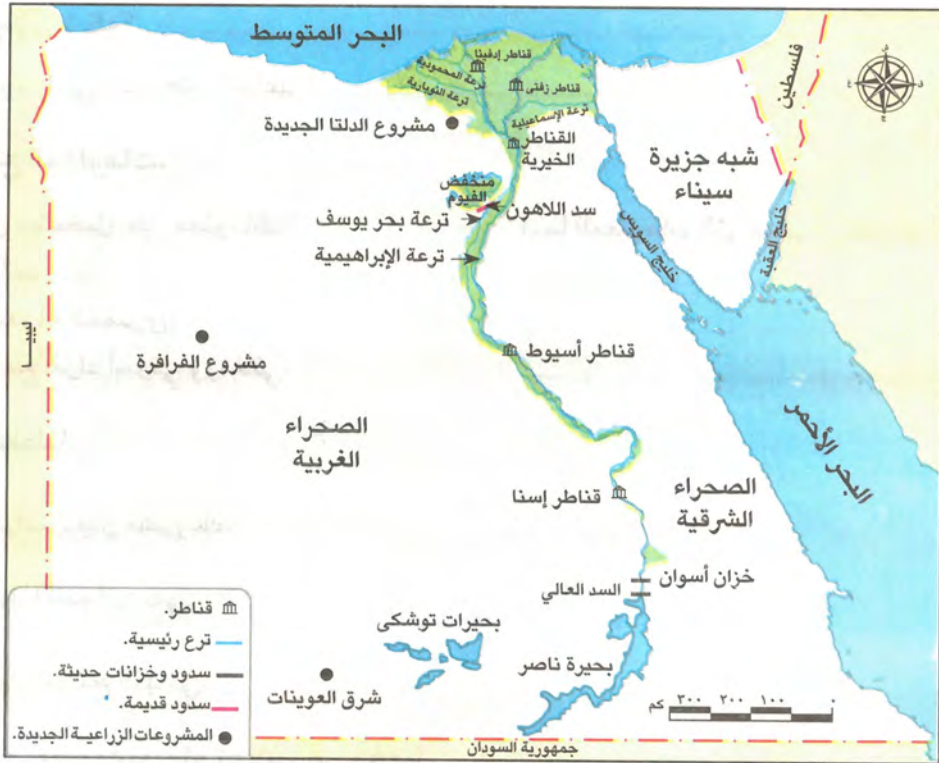 البحر المتوسط
قناطر إدفينا
ترعة المحمودية
ترعة النوبارية
قناطر زفتى
ترعة الإسماعيلية
القناطر
الخيرية
مشروع الدلتا الجديدة
فلسطين
شبه جزيرة
سيناء
منخفض
الفيوم
سد اللاهون
ترعة بحر يوسف
ترعة الإبراهيمية
خليج السويس
خليج العقبة
ليبيا
مشروع الفرافرة
قناطر أسيوط
الصحراء
الغربية
البحر الأحمر
قناطر إسنا
الصحراء
الشرقية
خزان أسوان
السد العالي
بحيرات توشكى
بحيرة ناصر
شرق العوينات
قناطر.
ترع رئيسية.
سدود وخزانات حديثة.
سدود قديمة.
المشروعات الزراعية الجديدة.
٠ ١٠٠ ٢٠٠ ٣٠٠ كم
جمهورية السودان